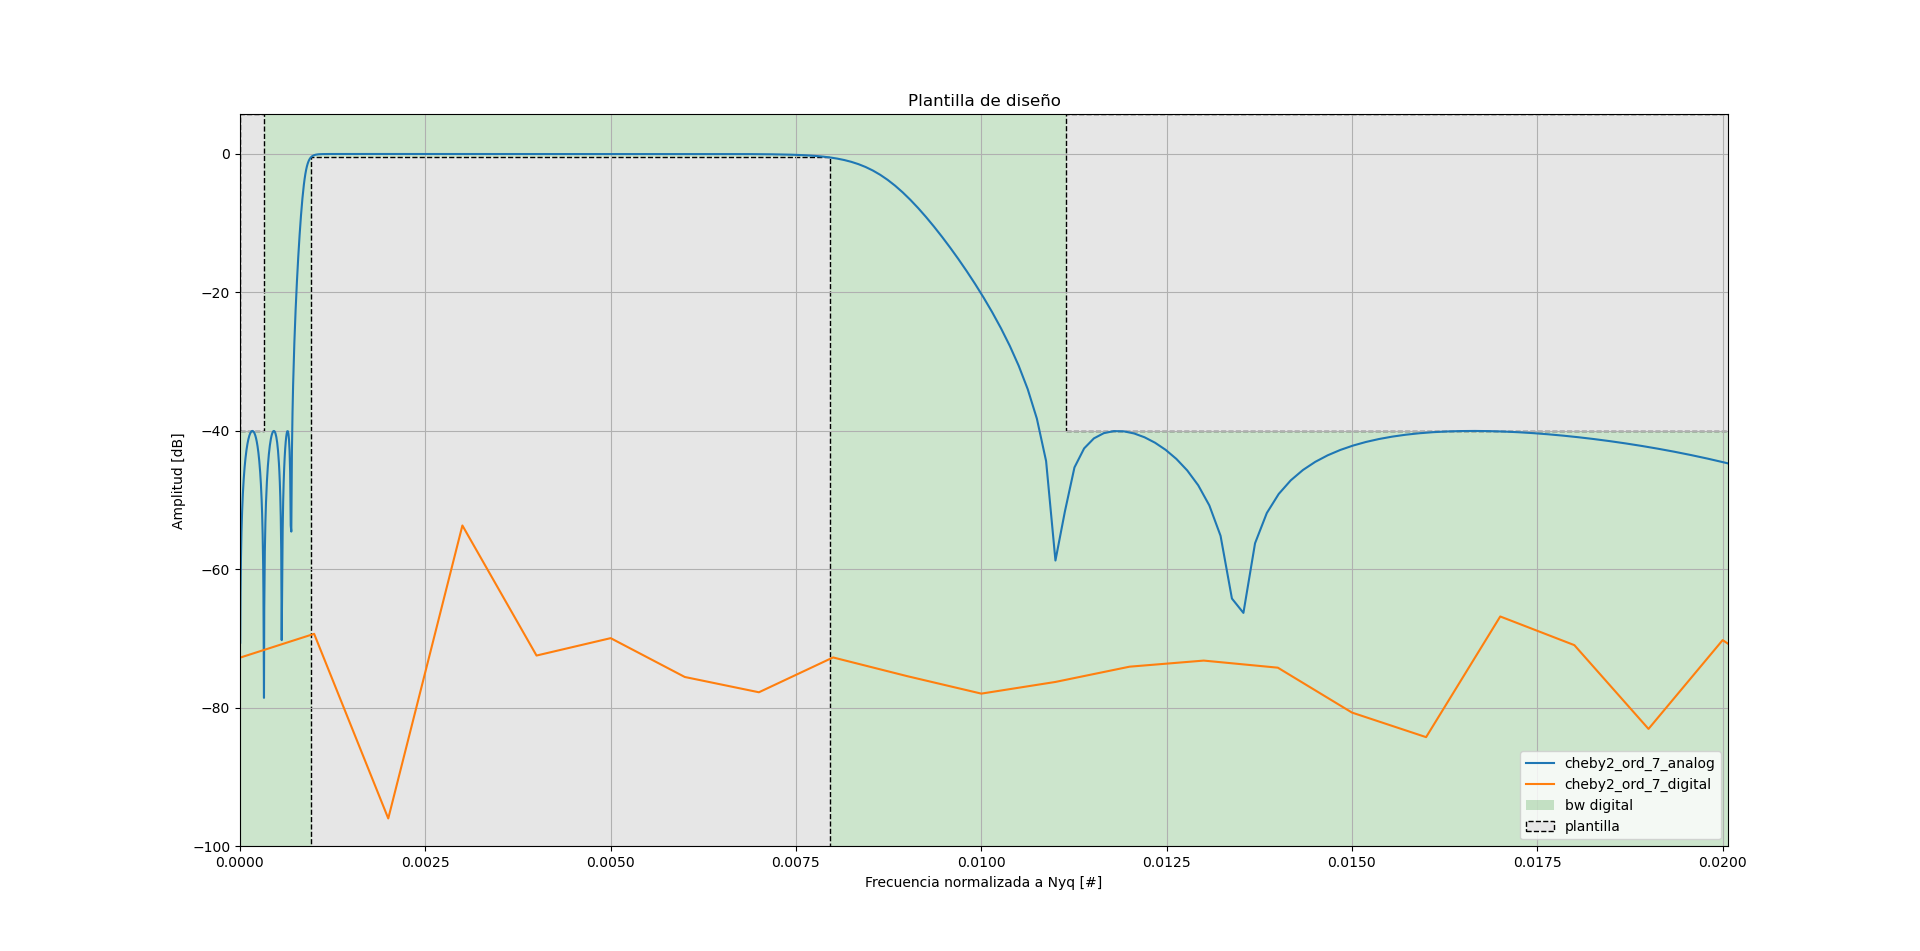 Plantilla de diseño
Amplitud [dB]
0
−20
−40
−60
−80
−100
0.0000 0.0025 0.0050 0.0075 0.0100 0.0125 0.0150 0.0175 0.0200
Frecuencia normalizada a Nyq [#]
cheby2_ord_7_analog
cheby2_ord_7_digital
bw digital
plantilla